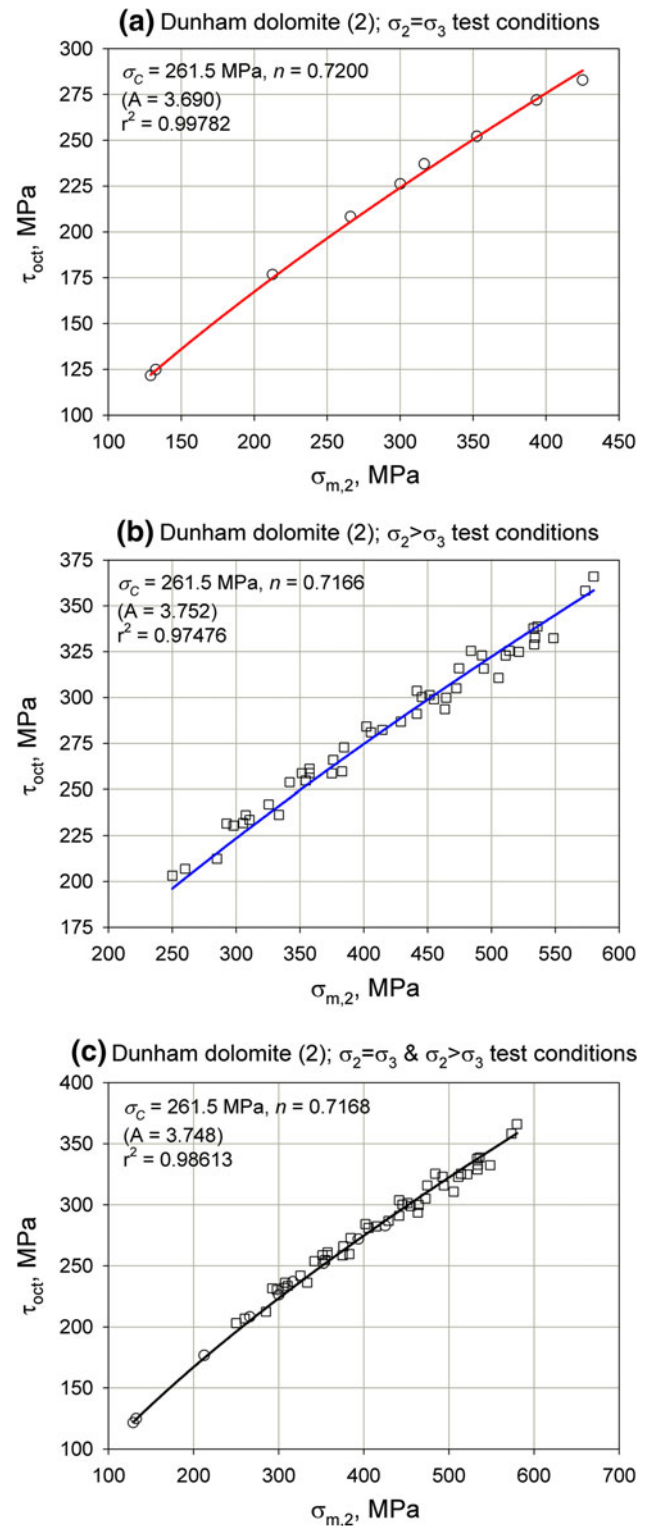 (a) Dunham dolomite (2); σ₂=σ₃ test conditions
300
275
250
225
200
175
150
125
100
τoct, MPa
σC = 261.5 MPa, n = 0.7200
(A = 3.690)
r² = 0.99782
100 150 200 250 300 350 400 450
σm,2, MPa
(b) Dunham dolomite (2); σ₂>σ₃ test conditions
375
350
325
300
275
250
225
200
175
τoct, MPa
σC = 261.5 MPa, n = 0.7166
(A = 3.752)
r² = 0.97476
200 250 300 350 400 450 500 550 600
σm,2, MPa
(c) Dunham dolomite (2); σ₂=σ₃ & σ₂>σ₃ test conditions
400
350
300
250
200
150
100
τoct, MPa
σC = 261.5 MPa, n = 0.7168
(A = 3.748)
r² = 0.98613
100 200 300 400 500 600 700
σm,2, MPa